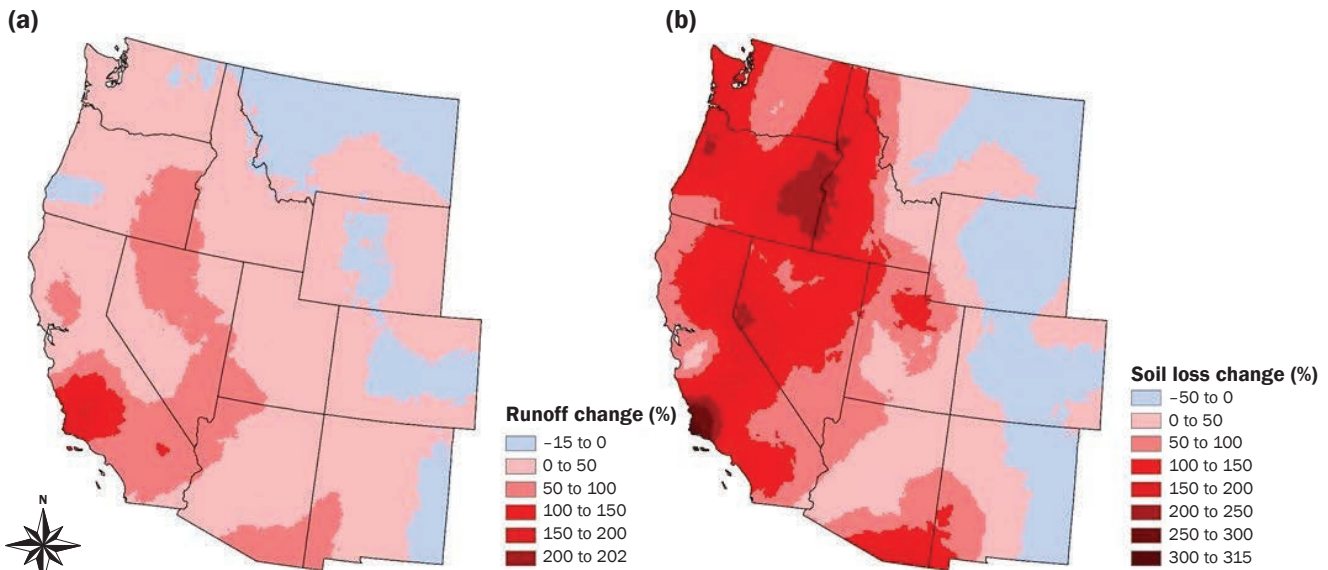 (a)
(b)
Runoff change (%)
–15 to 0
0 to 50
50 to 100
100 to 150
150 to 200
200 to 202
N
Soil loss change (%)
–50 to 0
0 to 50
50 to 100
100 to 150
150 to 200
200 to 250
250 to 300
300 to 315